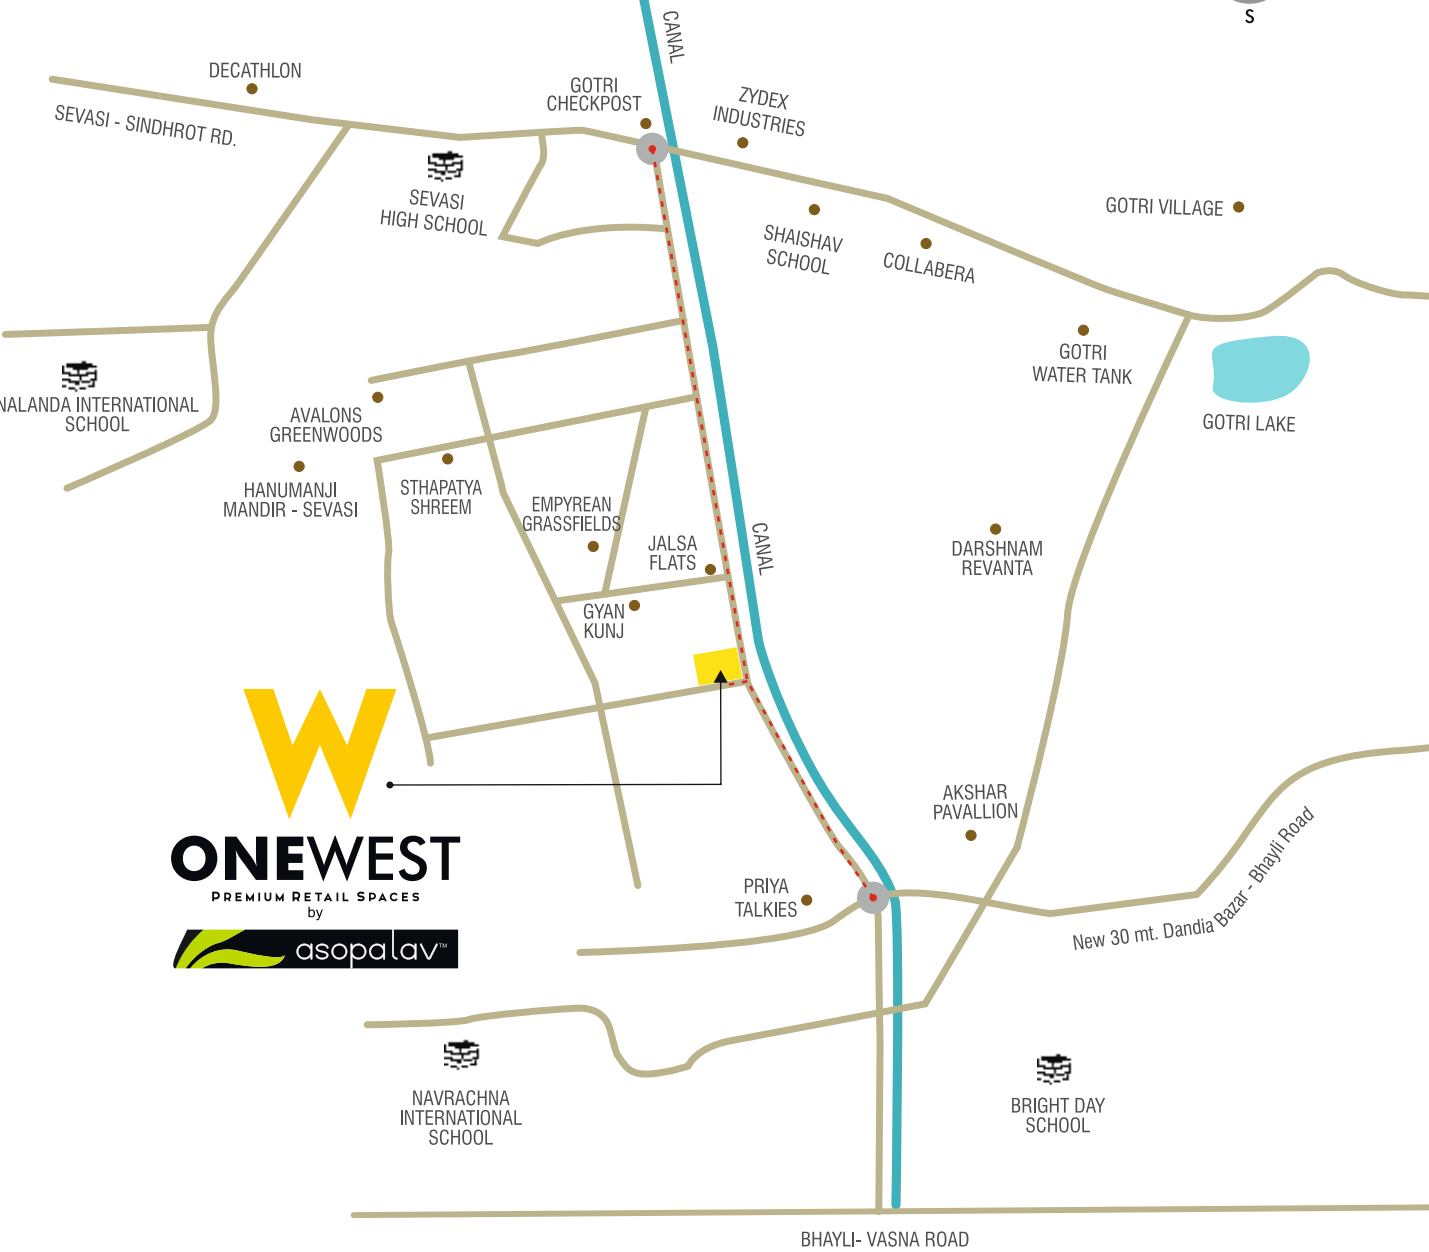 S
CANAL
DECATHLON
GOTRI
CHECKPOST
ZYDEX
INDUSTRIES
SEVASI - SINDHROT RD.
SEVASI
HIGH SCHOOL
GOTRI VILLAGE
SHAISHAV
SCHOOL
COLLABERA
GOTRI
WATER TANK
GOTRI LAKE
NALANDA INTERNATIONAL
SCHOOL
AVALONS
GREENWOODS
HANUMANJI
MANDIR - SEVASI
STHAPATYA
SHREEM
EMPYREAN
GRASSFIELDS
JALSA
FLATS
CANAL
DARSHNAM
REVANTA
GYAN
KUNJ
W
ONEWEST
PREMIUM RETAIL SPACES
by
asopalav™
AKSHAR
PAVALLION
PRIYA
TALKIES
New 30 mt. Dandia Bazar - Bhayli Road
NAVRACHNA
INTERNATIONAL
SCHOOL
BRIGHT DAY
SCHOOL
BHAYLI- VASNA ROAD